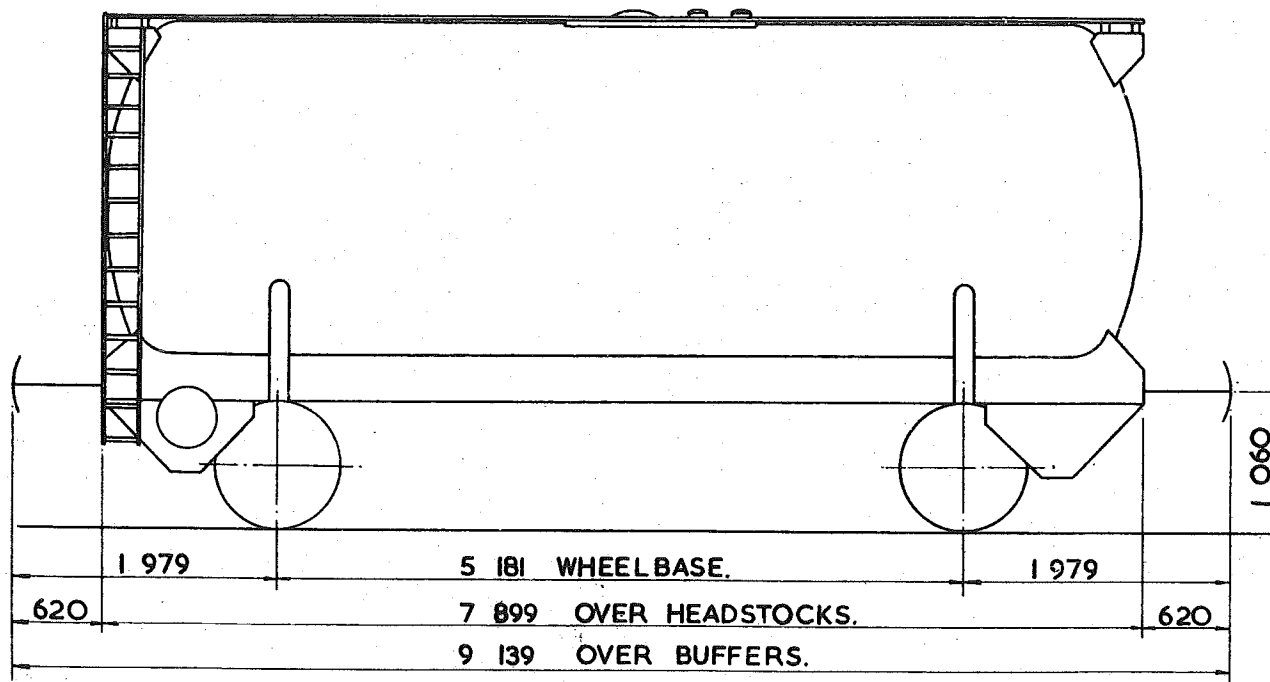 1 060
1 979 5 181 WHEELBASE. 1 979
620 7 899 OVER HEADSTOCKS. 620
9 139 OVER BUFFERS.